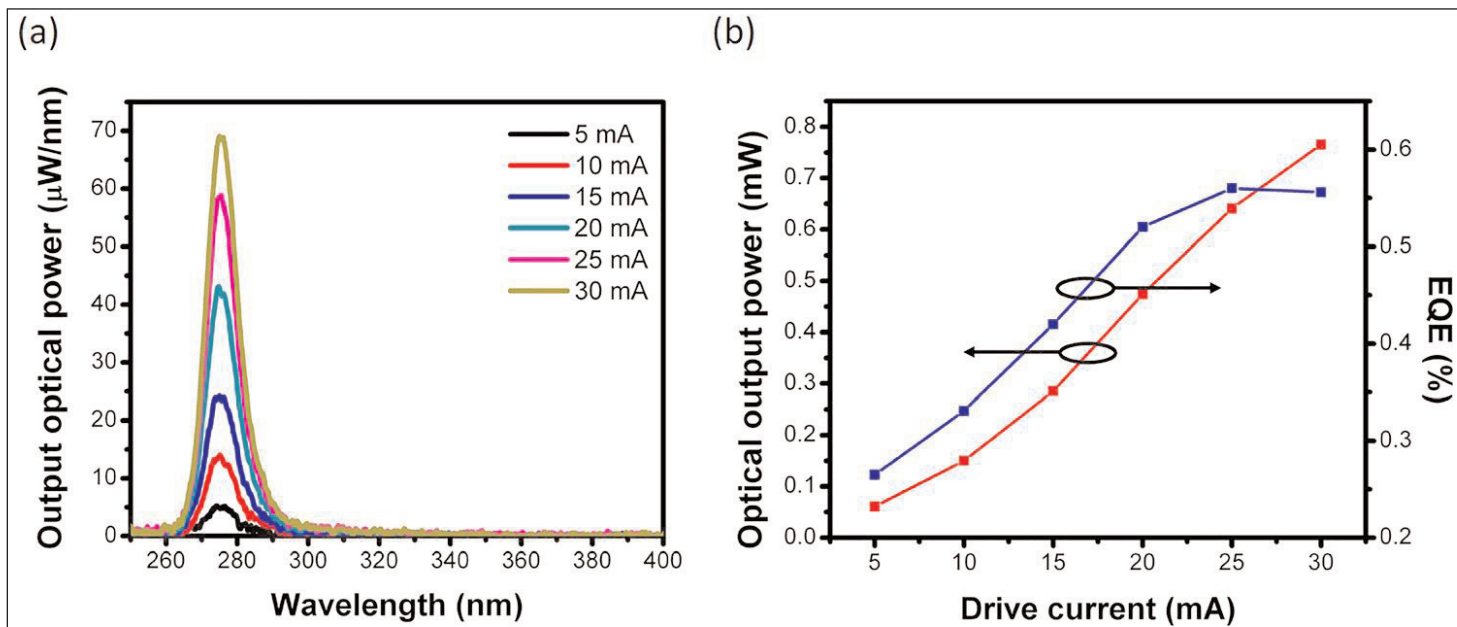 (a)
Output optical power (μW/nm)
70
60
50
40
30
20
10
0
5 mA
10 mA
15 mA
20 mA
25 mA
30 mA
260 280 300 320 340 360 380 400
Wavelength (nm)
(b)
Optical output power (mW)
0.8
0.7
0.6
0.5
0.4
0.3
0.2
0.1
0.0
0.6
0.5
0.4
0.3
0.2
EQE (%)
5 10 15 20 25 30
Drive current (mA)